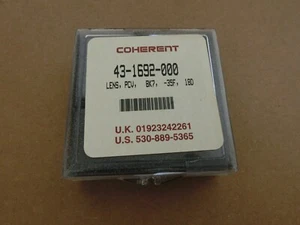 COHERENT
43-1692-000
LENS, PCV, BK7, -35F, 18D
U.K. 01923242261
U.S. 530-889-5365